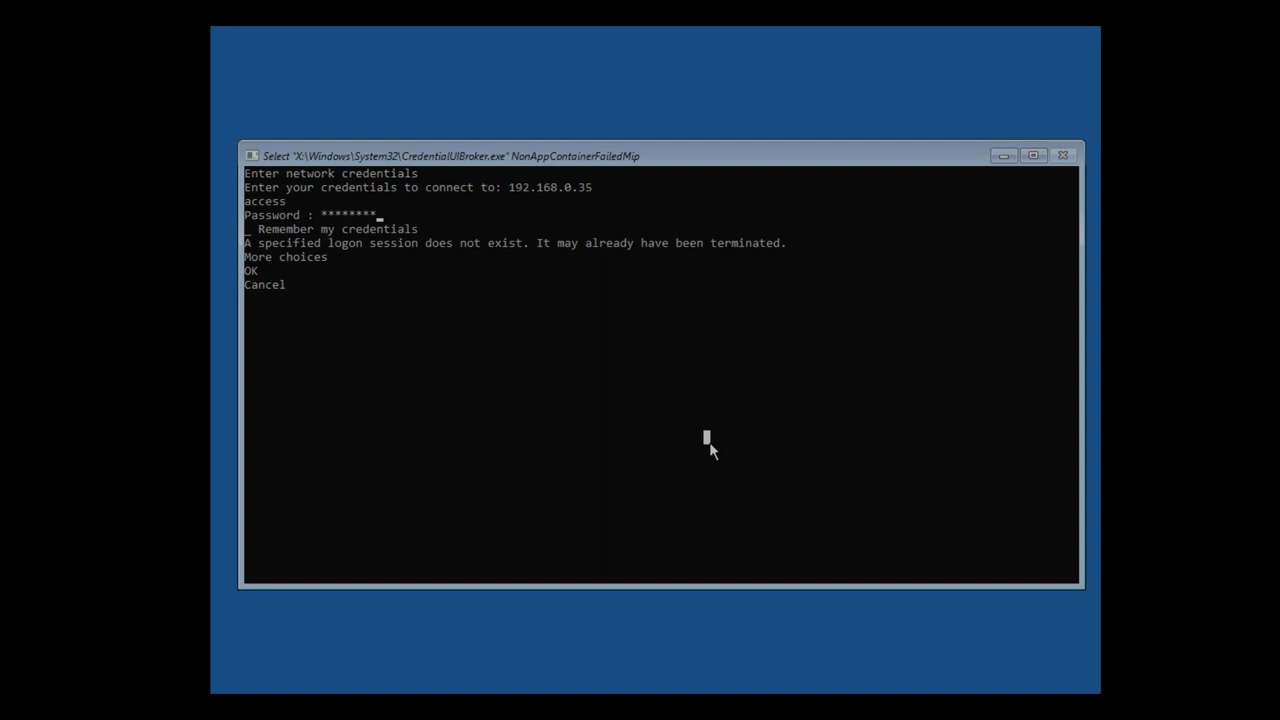 Select "X:\Windows\System32\CredentialUIBroker.exe" NonAppContainerFailedMip
Enter network credentials
Enter your credentials to connect to: 192.168.0.35
access
Password : ********_
_ Remember my credentials
A specified logon session does not exist. It may already have been terminated.
More choices
OK
Cancel